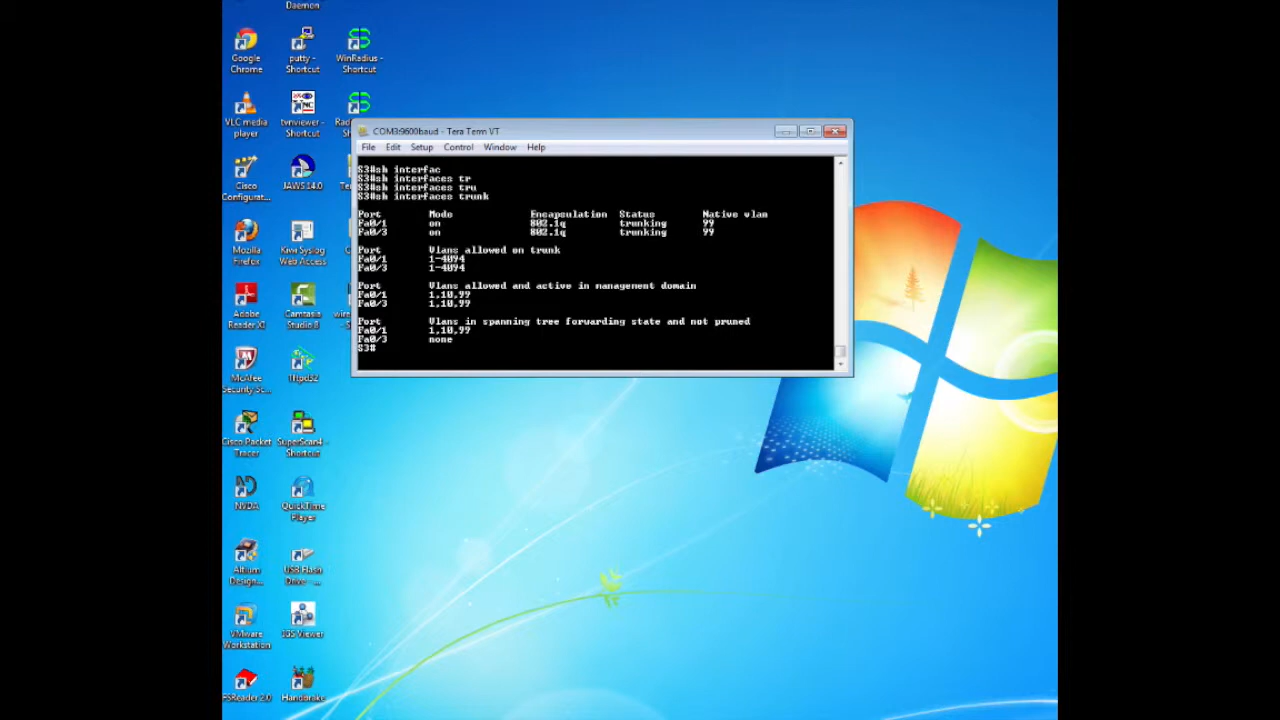 Daemon
Google
Chrome
putty -
Shortcut
WinRadius -
Shortcut
VLC media
player
tvnviewer -
Shortcut
Cisco
Configurat...
JAWS 14.0
Mozilla
Firefox
Kiwi Syslog
Web Access
Adobe
Reader XI
Camtasia
Studio 8
McAfee
Security Sc...
Tftpd32
Cisco Packet
Tracer
SuperScan4 -
Shortcut
NVDA
QuickTime
Player
Altium
Design...
USB Flash
Drive - ...
VMware
Workstation
FSReader 2.0
Handbrake
COM3:9600baud - Tera Term VT
File Edit Setup Control Window Help
S3#sh interfac
S3#sh interfaces tr
S3#sh interfaces tru
S3#sh interfaces trunk
Port Mode Encapsulation Status Native vlan
Fa0/1 on 802.1q trunking 99
Fa0/3 on 802.1q trunking 99
Port Vlans allowed on trunk
Fa0/1 1-4094
Fa0/3 1-4094
Port Vlans allowed and active in management domain
Fa0/1 1,10,99
Fa0/3 1,10,99
Port Vlans in spanning tree forwarding state and not pruned
Fa0/1 1,10,99
Fa0/3 none
S3#